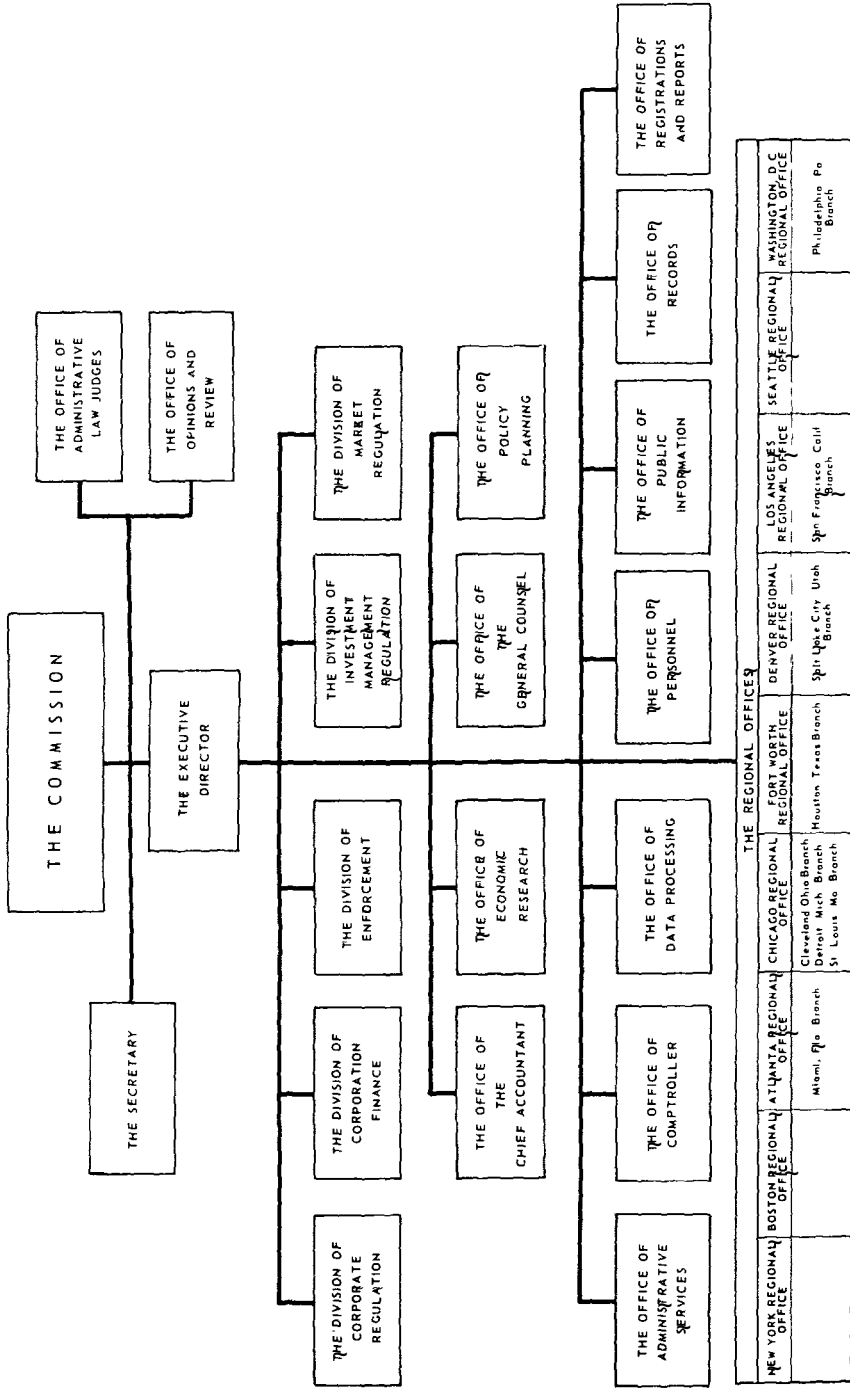 THE COMMISSION
THE OFFICE OF
ADMINISTRATIVE
LAW JUDGES
THE OFFICE OF
OPINIONS AND
REVIEW
THE SECRETARY
THE EXECUTIVE
DIRECTOR
THE DIVISION OF
CORPORATE
REGULATION
THE DIVISION OF
CORPORATION
FINANCE
THE DIVISION OF
ENFORCEMENT
THE DIVISION OF
INVESTMENT
MANAGEMENT
REGULATION
THE DIVISION OF
MARKET
REGULATION
THE OFFICE OF
THE
CHIEF ACCOUNTANT
THE OFFICE OF
ECONOMIC
RESEARCH
THE OFFICE OF
THE
GENERAL COUNSEL
THE OFFICE OF
POLICY
PLANNING
THE OFFICE OF
ADMINISTRATIVE
SERVICES
THE OFFICE OF
COMPTROLLER
THE OFFICE OF
DATA PROCESSING
THE OFFICE OF
PERSONNEL
THE OFFICE OF
PUBLIC
INFORMATION
THE OFFICE OF
RECORDS
THE OFFICE OF
REGISTRATIONS
AND REPORTS
THE REGIONAL OFFICES
NEW YORK REGIONAL
OFFICE
BOSTON REGIONAL
OFFICE
ATLANTA REGIONAL
OFFICE
Miami, Fla Branch
CHICAGO REGIONAL
OFFICE
Cleveland Ohio Branch
Detroit Mich Branch
St Louis Mo Branch
FORT WORTH
REGIONAL OFFICE
Houston Texas Branch
DENVER REGIONAL
OFFICE
Salt Lake City Utah
Branch
LOS ANGELES
REGIONAL OFFICE
San Francisco Calif
Branch
SEATTLE REGIONAL
OFFICE
WASHINGTON, D C
REGIONAL OFFICE
Philadelphia Pa
Branch